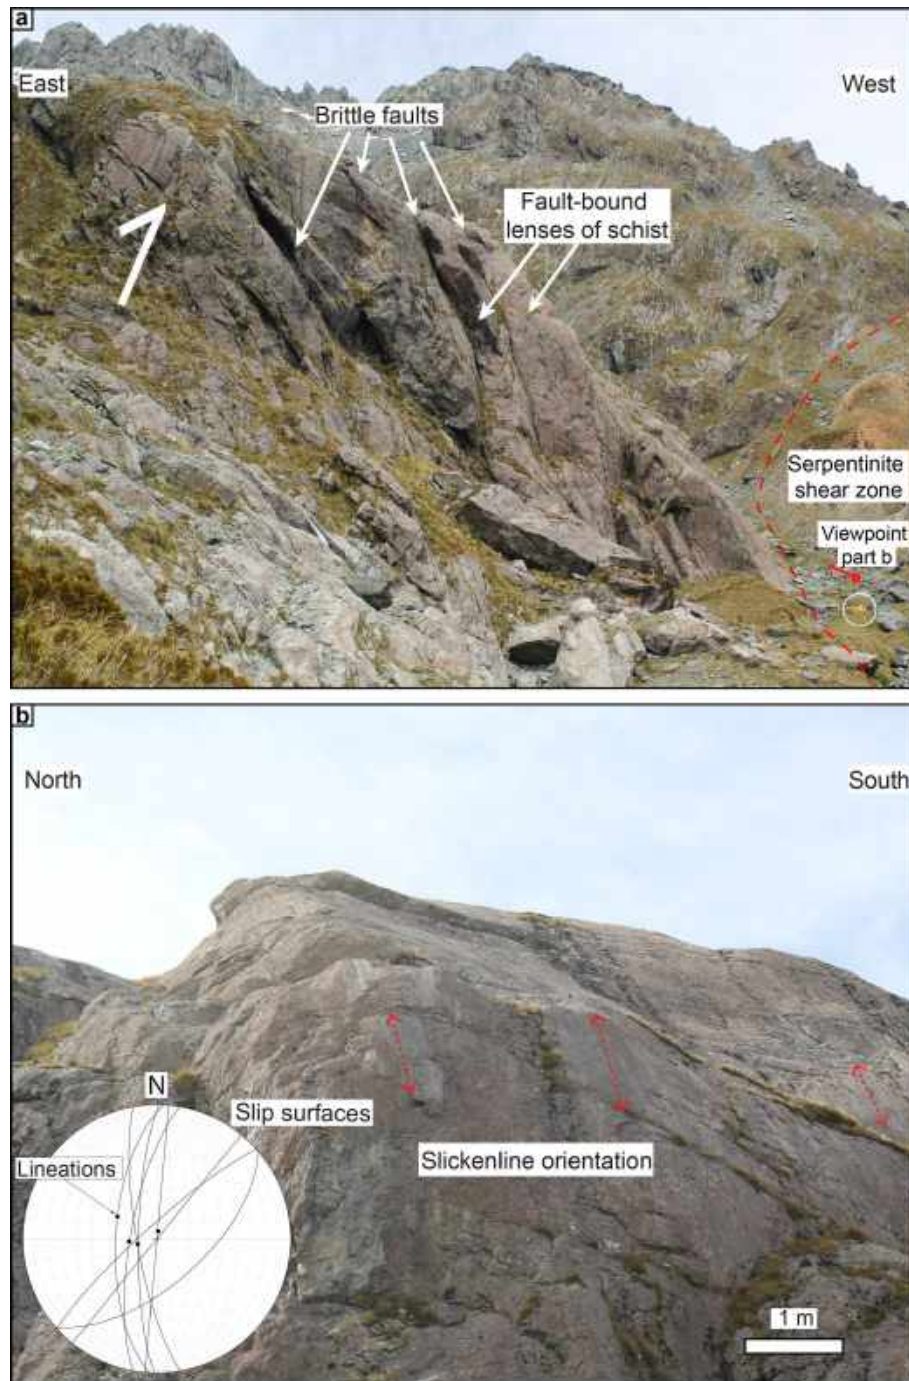 a
East
West
Brittle faults
Fault-bound
lenses of schist
Serpentinite
shear zone
Viewpoint
part b
b
North
South
N
Slip surfaces
Lineations
Slickenline orientation
1 m